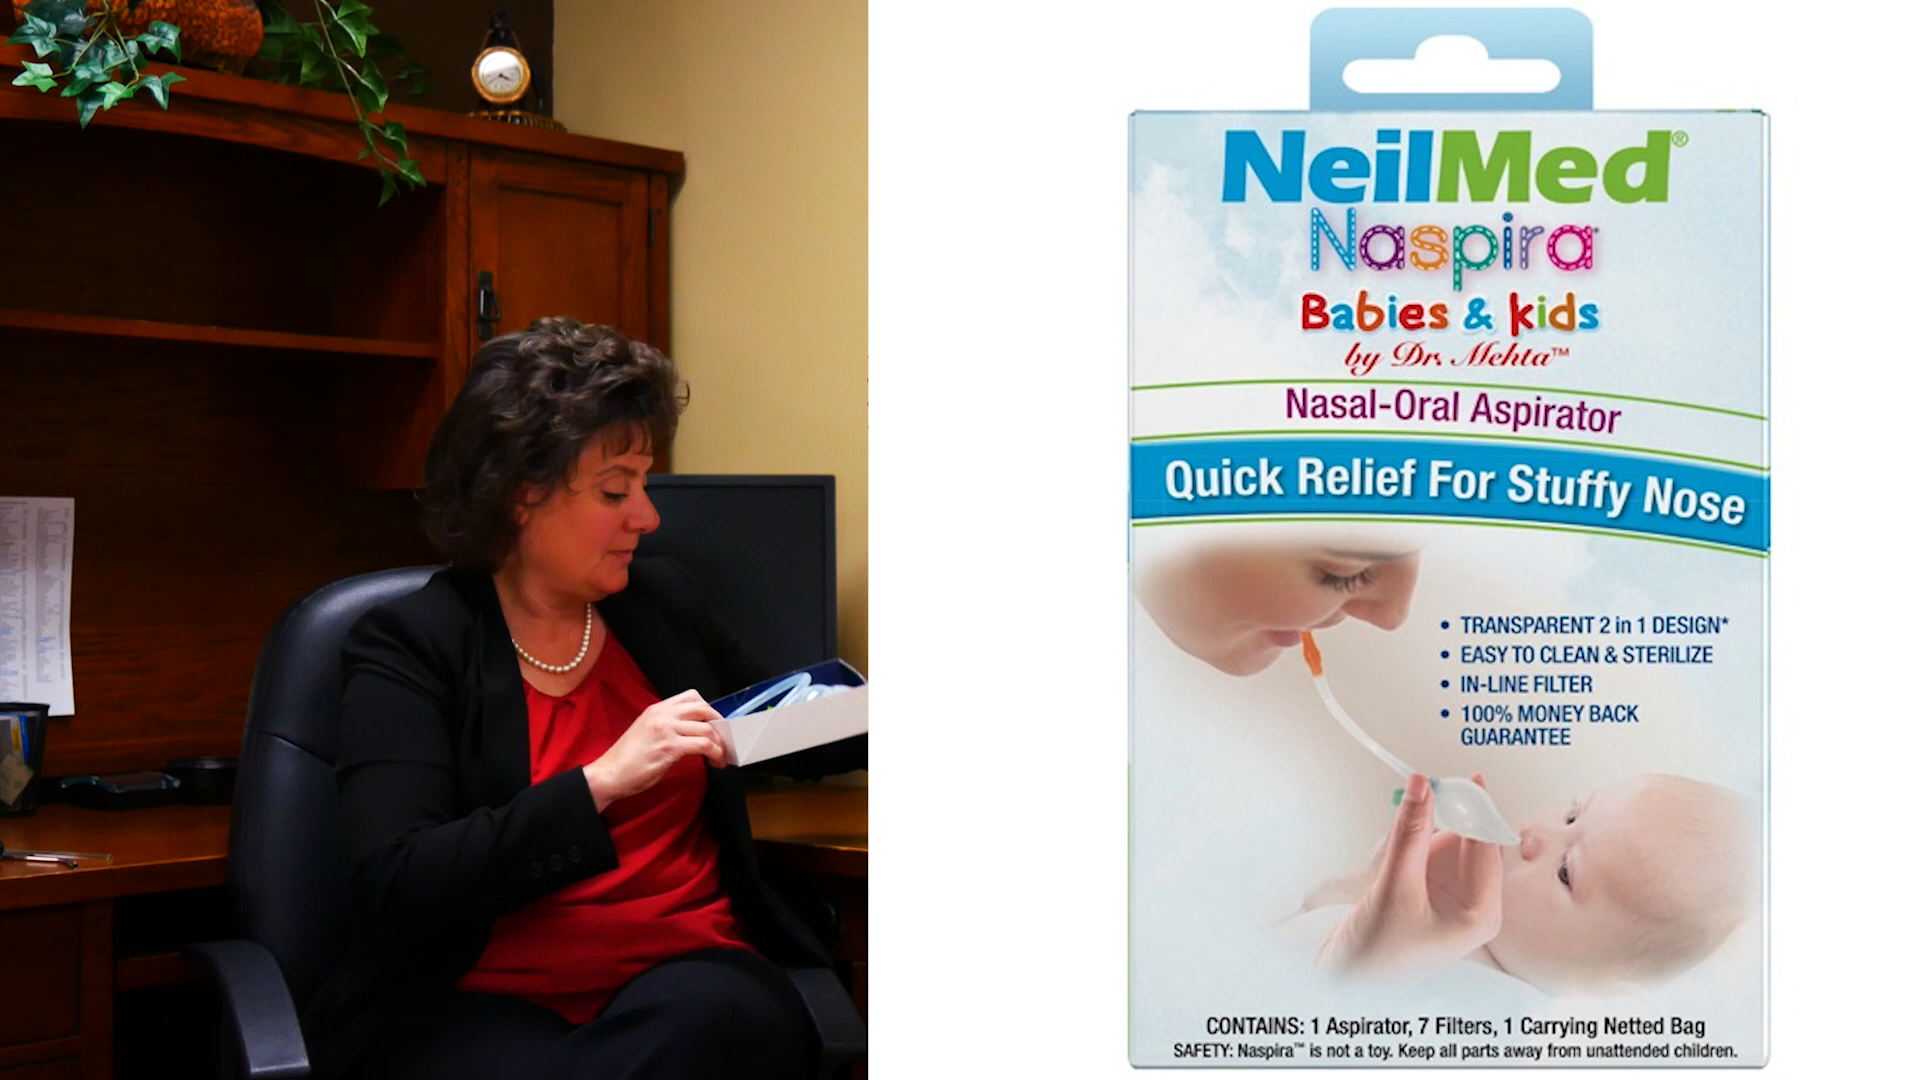 NeilMed®
Naspira
Babies & kids
by Dr. Mehta™
Nasal-Oral Aspirator
Quick Relief For Stuffy Nose
• TRANSPARENT 2 in 1 DESIGN*
• EASY TO CLEAN & STERILIZE
• IN-LINE FILTER
• 100% MONEY BACK
GUARANTEE
CONTAINS: 1 Aspirator, 7 Filters, 1 Carrying Netted Bag
SAFETY: Naspira™ is not a toy. Keep all parts away from unattended children.